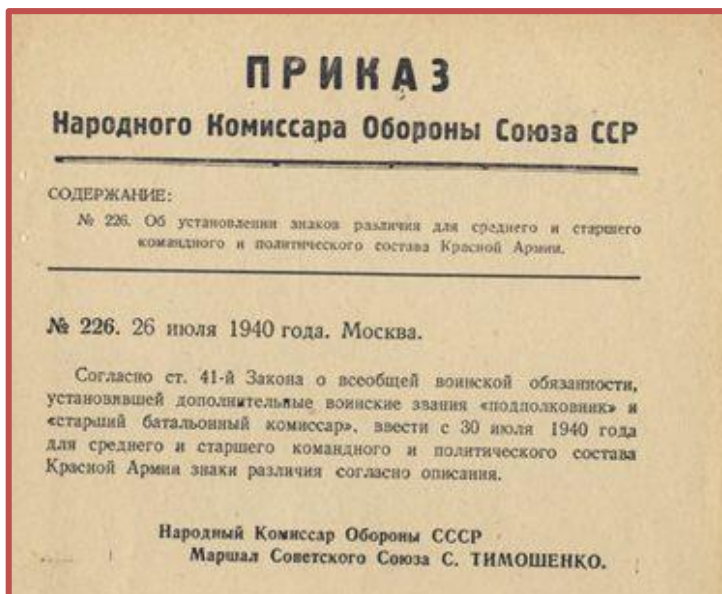 ПРИКАЗ
Народного Комиссара Обороны Союза ССР
СОДЕРЖАНИЕ:
№ 226. Об установлении знаков различия для среднего и старшего
командного и политического состава Красной Армии.
№ 226. 26 июля 1940 года. Москва.
Согласно ст. 41-й Закона о всеобщей воинской обязанности,
установившей дополнительные воинские звания «подполковник» и
«старший батальонный комиссар», ввести с 30 июля 1940 года
для среднего и старшего командного и политического состава
Красной Армии знаки различия согласно описания.
Народный Комиссар Обороны СССР
Маршал Советского Союза С. ТИМОШЕНКО.